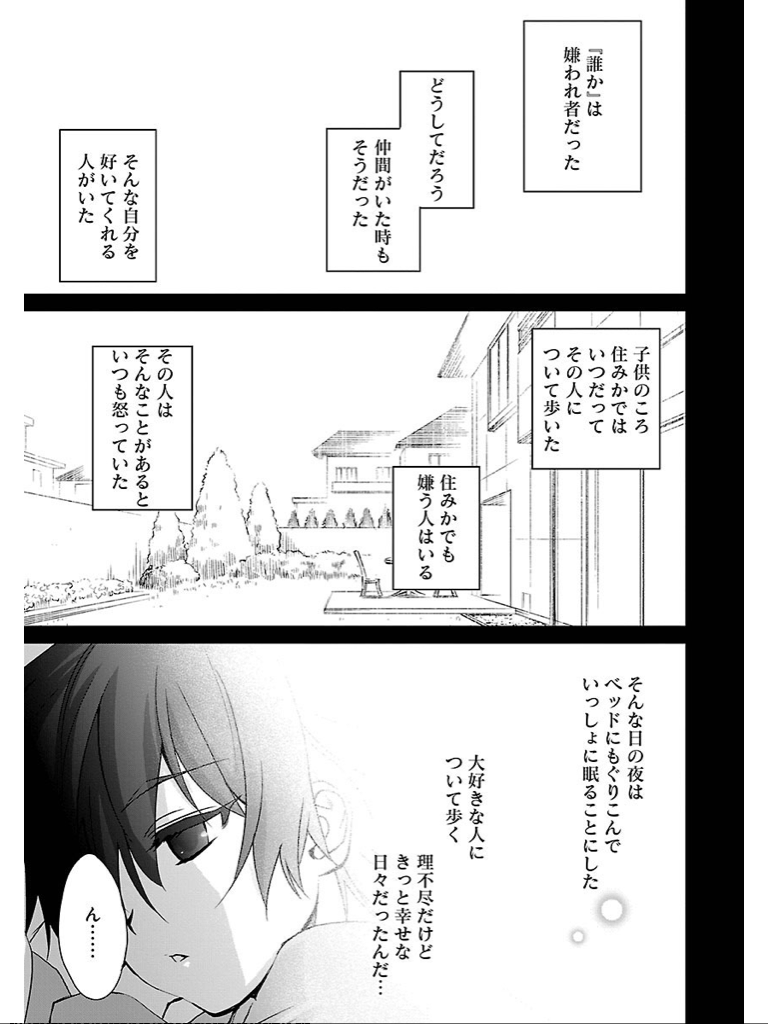 『誰か』は
嫌われ者だった
どうしてだろう
仲間がいた時も
そうだった
そんな自分を
好いてくれる
人がいた
子供のころ
住みかでは
いつだって
その人に
ついて歩いた
住みかでも
嫌う人はいる
その人は
そんなことがあると
いつも怒っていた
そんな日の夜は
ベッドにもぐりこんで
いっしょに眠ることにした
大好きな人に
ついて歩く
理不尽だけど
きっと幸せな
日々だったんだ…
ん……